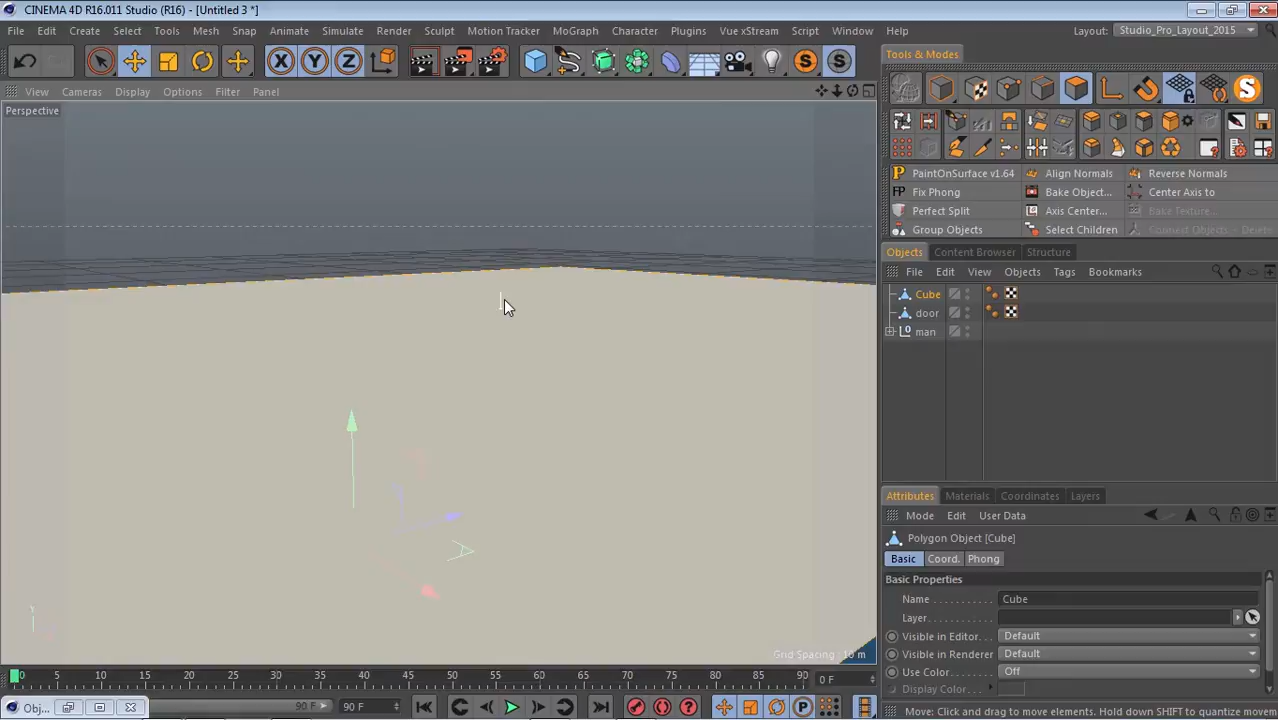 CINEMA 4D R16.011 Studio (R16) - [Untitled 3 *]
File Edit Create Select Tools Mesh Snap Animate Simulate Render Sculpt Motion Tracker MoGraph Character Plugins Vue xStream Script Window Help Layout: Studio_Pro_Layout_2015
Tools & Modes
View Cameras Display Options Filter Panel
Perspective
PaintOnSurface v1.64 Align Normals Reverse Normals
Fix Phong Bake Object... Center Axis to
Perfect Split Axis Center... Bake Texture...
Group Objects Select Children Connect Objects + Delete
Objects Content Browser Structure
File Edit View Objects Tags Bookmarks
Cube
door
man
Attributes Materials Coordinates Layers
Mode Edit User Data
Polygon Object [Cube]
Basic Coord. Phong
Basic Properties
Name Cube
Layer
Visible in Editor Default
Visible in Renderer Default
Use Color Off
Display Color
Y
Grid Spacing : 10 m
0 5 10 15 20 25 30 35 40 45 50 55 60 65 70 75 80 85 90 0 F
Obj... 90 F 90 F
Move: Click and drag to move elements. Hold down SHIFT to quantize movem